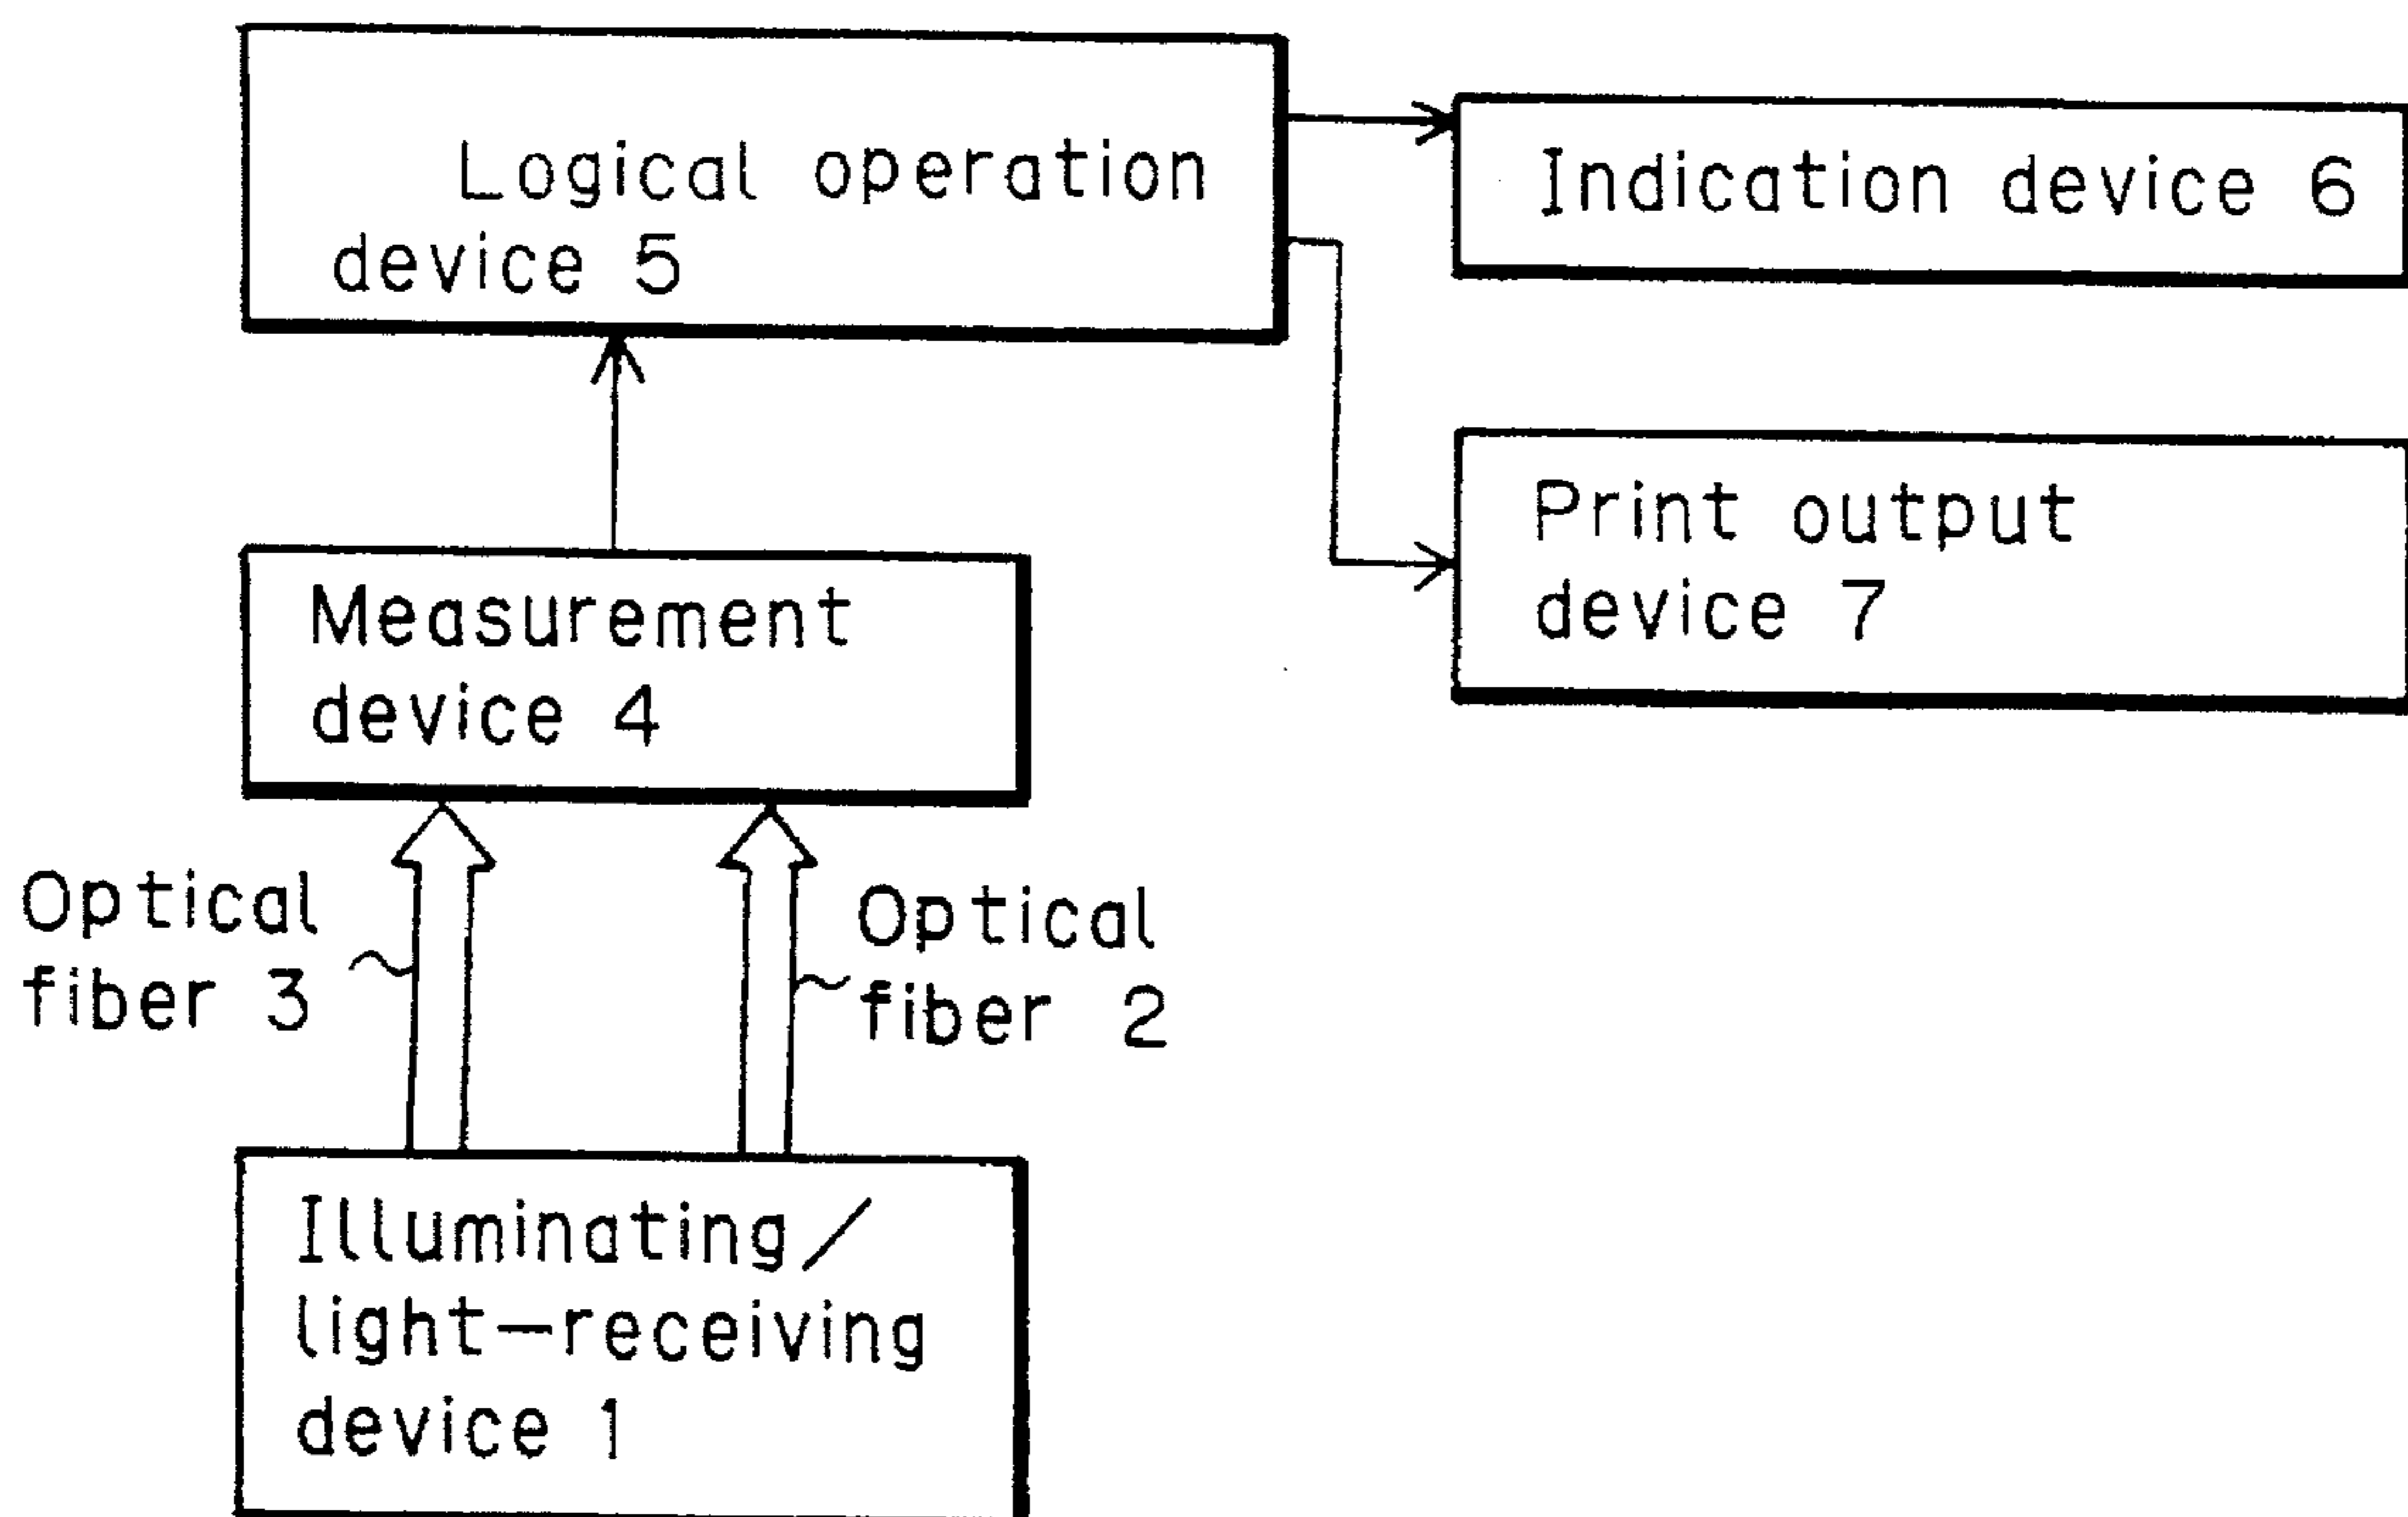 Logical operation
device 5
Indication device 6
Print output
device 7
Measurement
device 4
Optical
fiber 3
Optical
fiber 2
Illuminating/
light-receiving
device 1